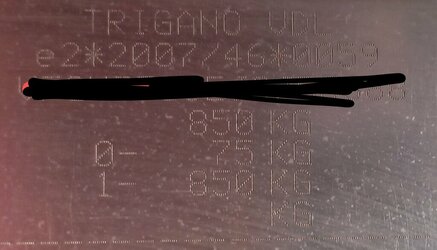 TRIGANO VDL
e2*2007/46*0059
850 KG
0- 75 KG
1- 850 KG
KG